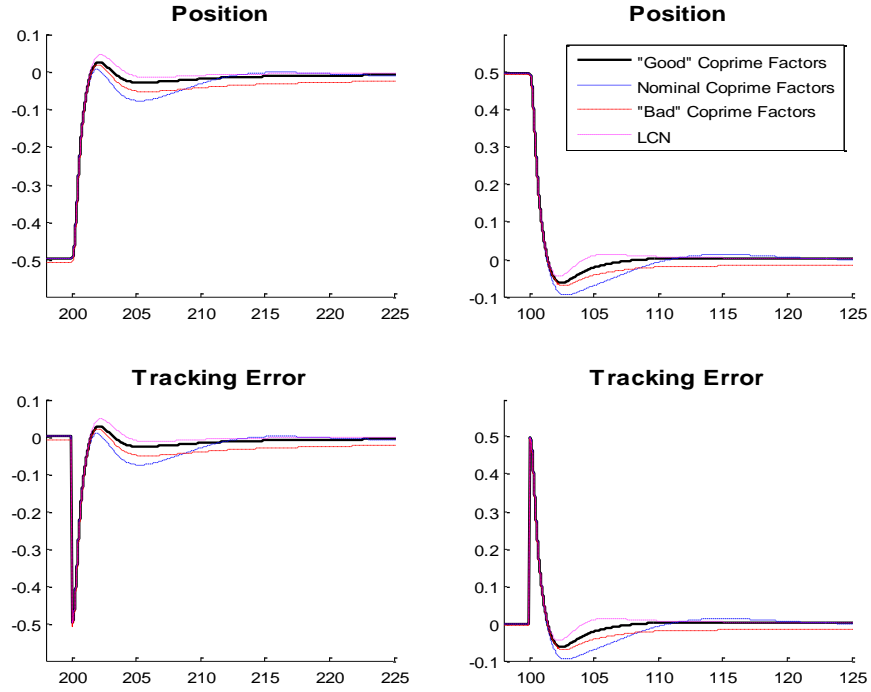 Position
0.1
0
-0.1
-0.2
-0.3
-0.4
-0.5
200 205 210 215 220 225
Position
0.5
0.4
0.3
0.2
0.1
0
-0.1
100 105 110 115 120 125
"Good" Coprime Factors
Nominal Coprime Factors
"Bad" Coprime Factors
LCN
Tracking Error
0.1
0
-0.1
-0.2
-0.3
-0.4
-0.5
200 205 210 215 220 225
Tracking Error
0.5
0.4
0.3
0.2
0.1
0
-0.1
100 105 110 115 120 125